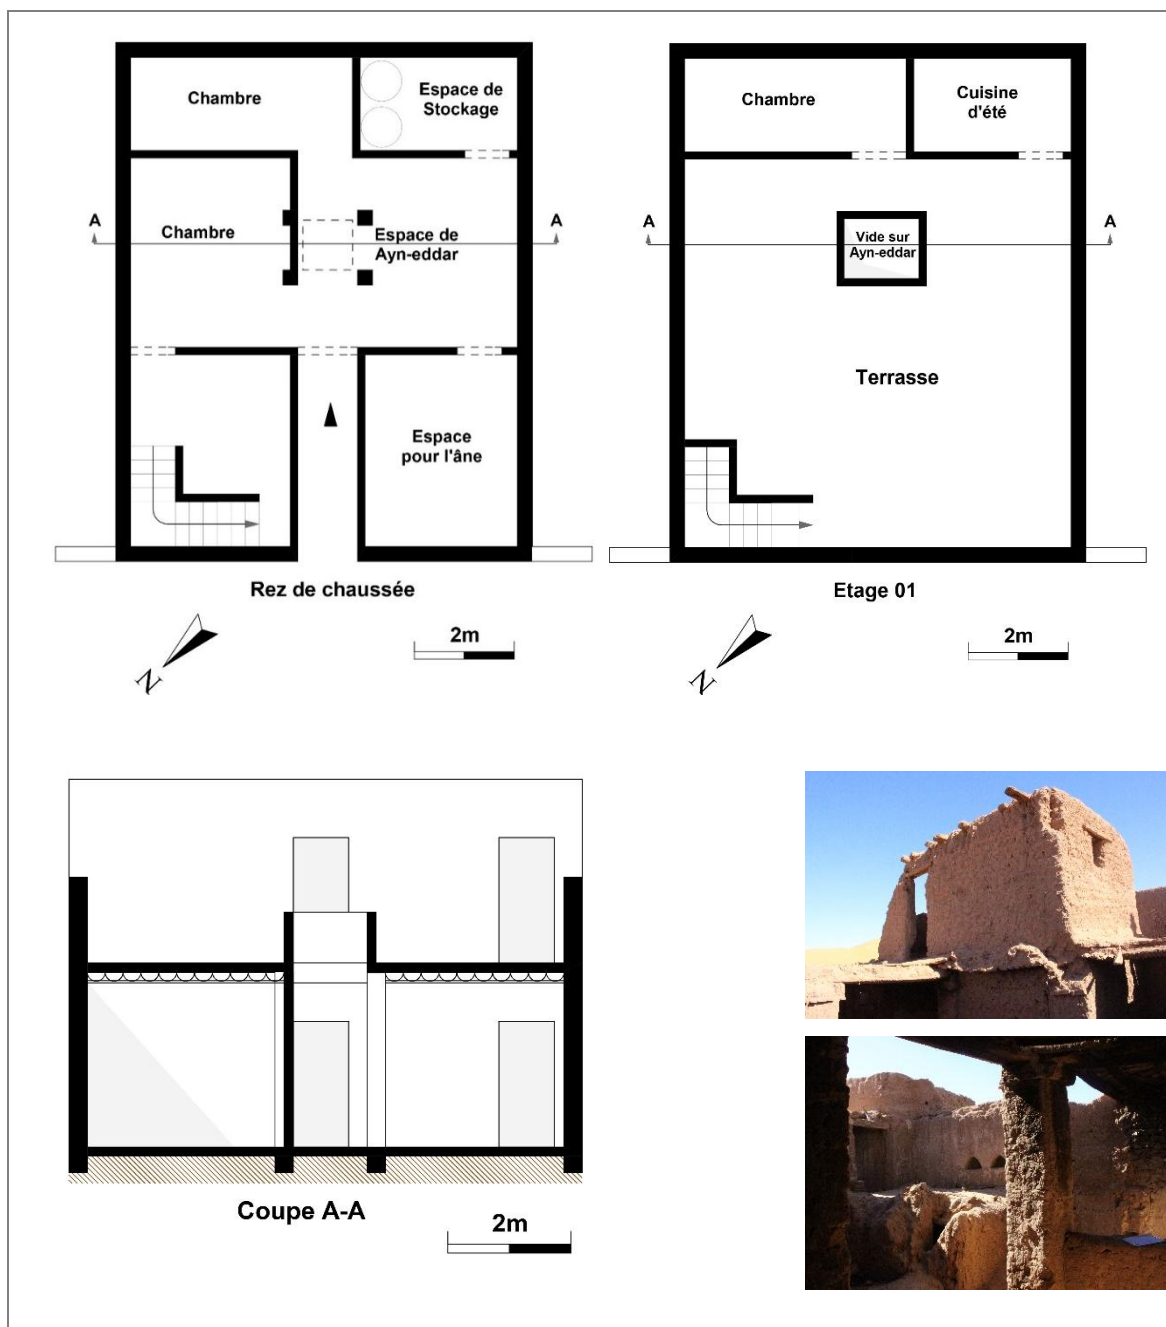 Chambre
Espace de
Stockage
Chambre
Cuisine
d'été
A
Chambre
Espace de
Ayn-eddar
A
A
Vide sur
Ayn-eddar
A
Terrasse
Espace
pour l'âne
Rez de chaussée
Etage 01
N
2m
N
2m
Coupe A-A
2m